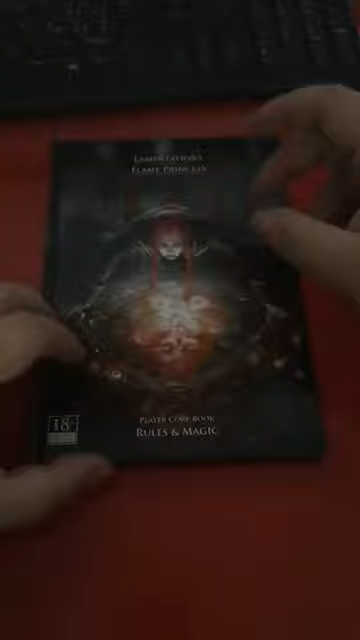 LAMENTATIONS
FLAME PRINCESS
PLAYER CORE BOOK
RULES & MAGIC
18+